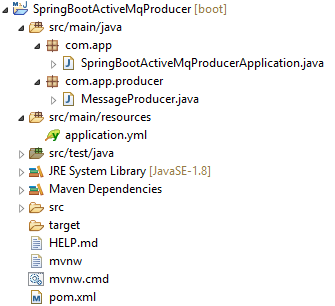 SpringBootActiveMqProducer [boot]
src/main/java
com.app
SpringBootActiveMqProducerApplication.java
com.app.producer
MessageProducer.java
src/main/resources
application.yml
src/test/java
JRE System Library [JavaSE-1.8]
Maven Dependencies
src
target
HELP.md
mvnw
mvnw.cmd
pom.xml